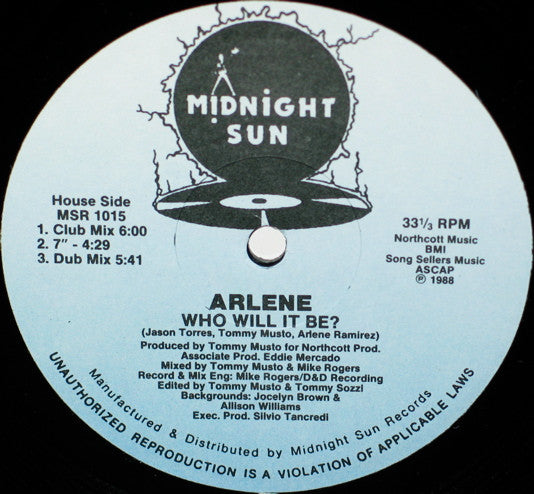 MIDNiGHT
SUN
House Side
MSR 1015
1. Club Mix 6:00
2. 7" - 4:29
3. Dub Mix 5:41
33 1/3 RPM
Northcott Music
BMI
Song Sellers Music
ASCAP
℗ 1988
ARLENE
WHO WILL IT BE?
(Jason Torres, Tommy Musto, Arlene Ramirez)
Produced by Tommy Musto for Northcott Prod.
Associate Prod. Eddie Mercado
Mixed by Tommy Musto & Mike Rogers
Record & Mix Eng: Mike Rogers/D&D Recording
Edited by Tommy Musto & Tommy Sozzi
Backgrounds: Jocelyn Brown &
Allison Williams
Exec. Prod. Silvio Tancredi
Manufactured & Distributed by Midnight Sun Records
UNAUTHORIZED REPRODUCTION IS A VIOLATION OF APPLICABLE LAWS